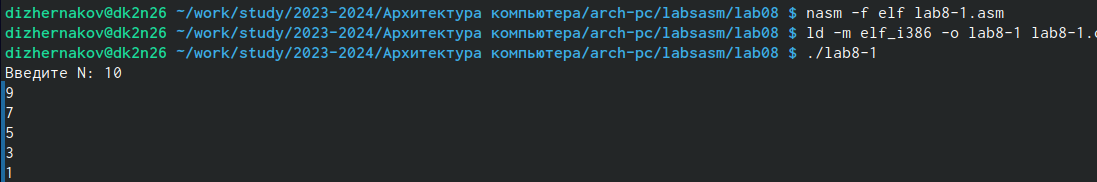 dizhernakov@dk2n26 ~/work/study/2023-2024/Архитектура компьютера/arch-pc/labsasm/lab08 $ nasm -f elf lab8-1.asm
dizhernakov@dk2n26 ~/work/study/2023-2024/Архитектура компьютера/arch-pc/labsasm/lab08 $ ld -m elf_i386 -o lab8-1 lab8-1.o
dizhernakov@dk2n26 ~/work/study/2023-2024/Архитектура компьютера/arch-pc/labsasm/lab08 $ ./lab8-1
Введите N: 10
9
7
5
3
1